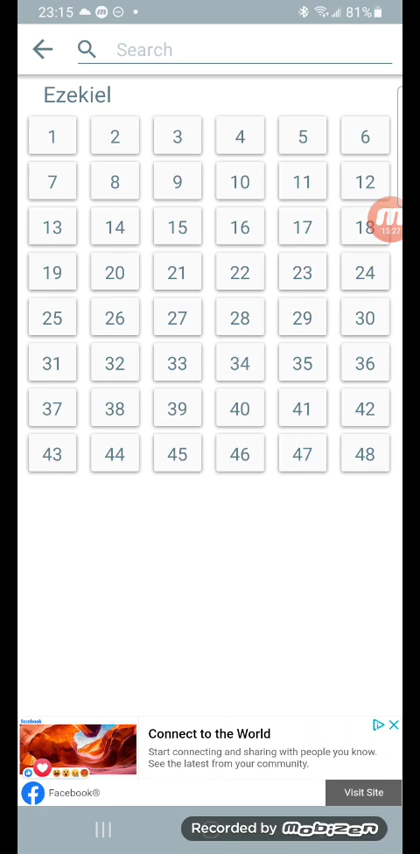 23:15 81%
Search
Ezekiel
1 2 3 4 5 6
7 8 9 10 11 12
13 14 15 16 17 18
15:27
19 20 21 22 23 24
25 26 27 28 29 30
31 32 33 34 35 36
37 38 39 40 41 42
43 44 45 46 47 48
facebook
Connect to the World
Start connecting and sharing with people you know.
See the latest from your community.
Facebook® Visit Site
Recorded by mobizen